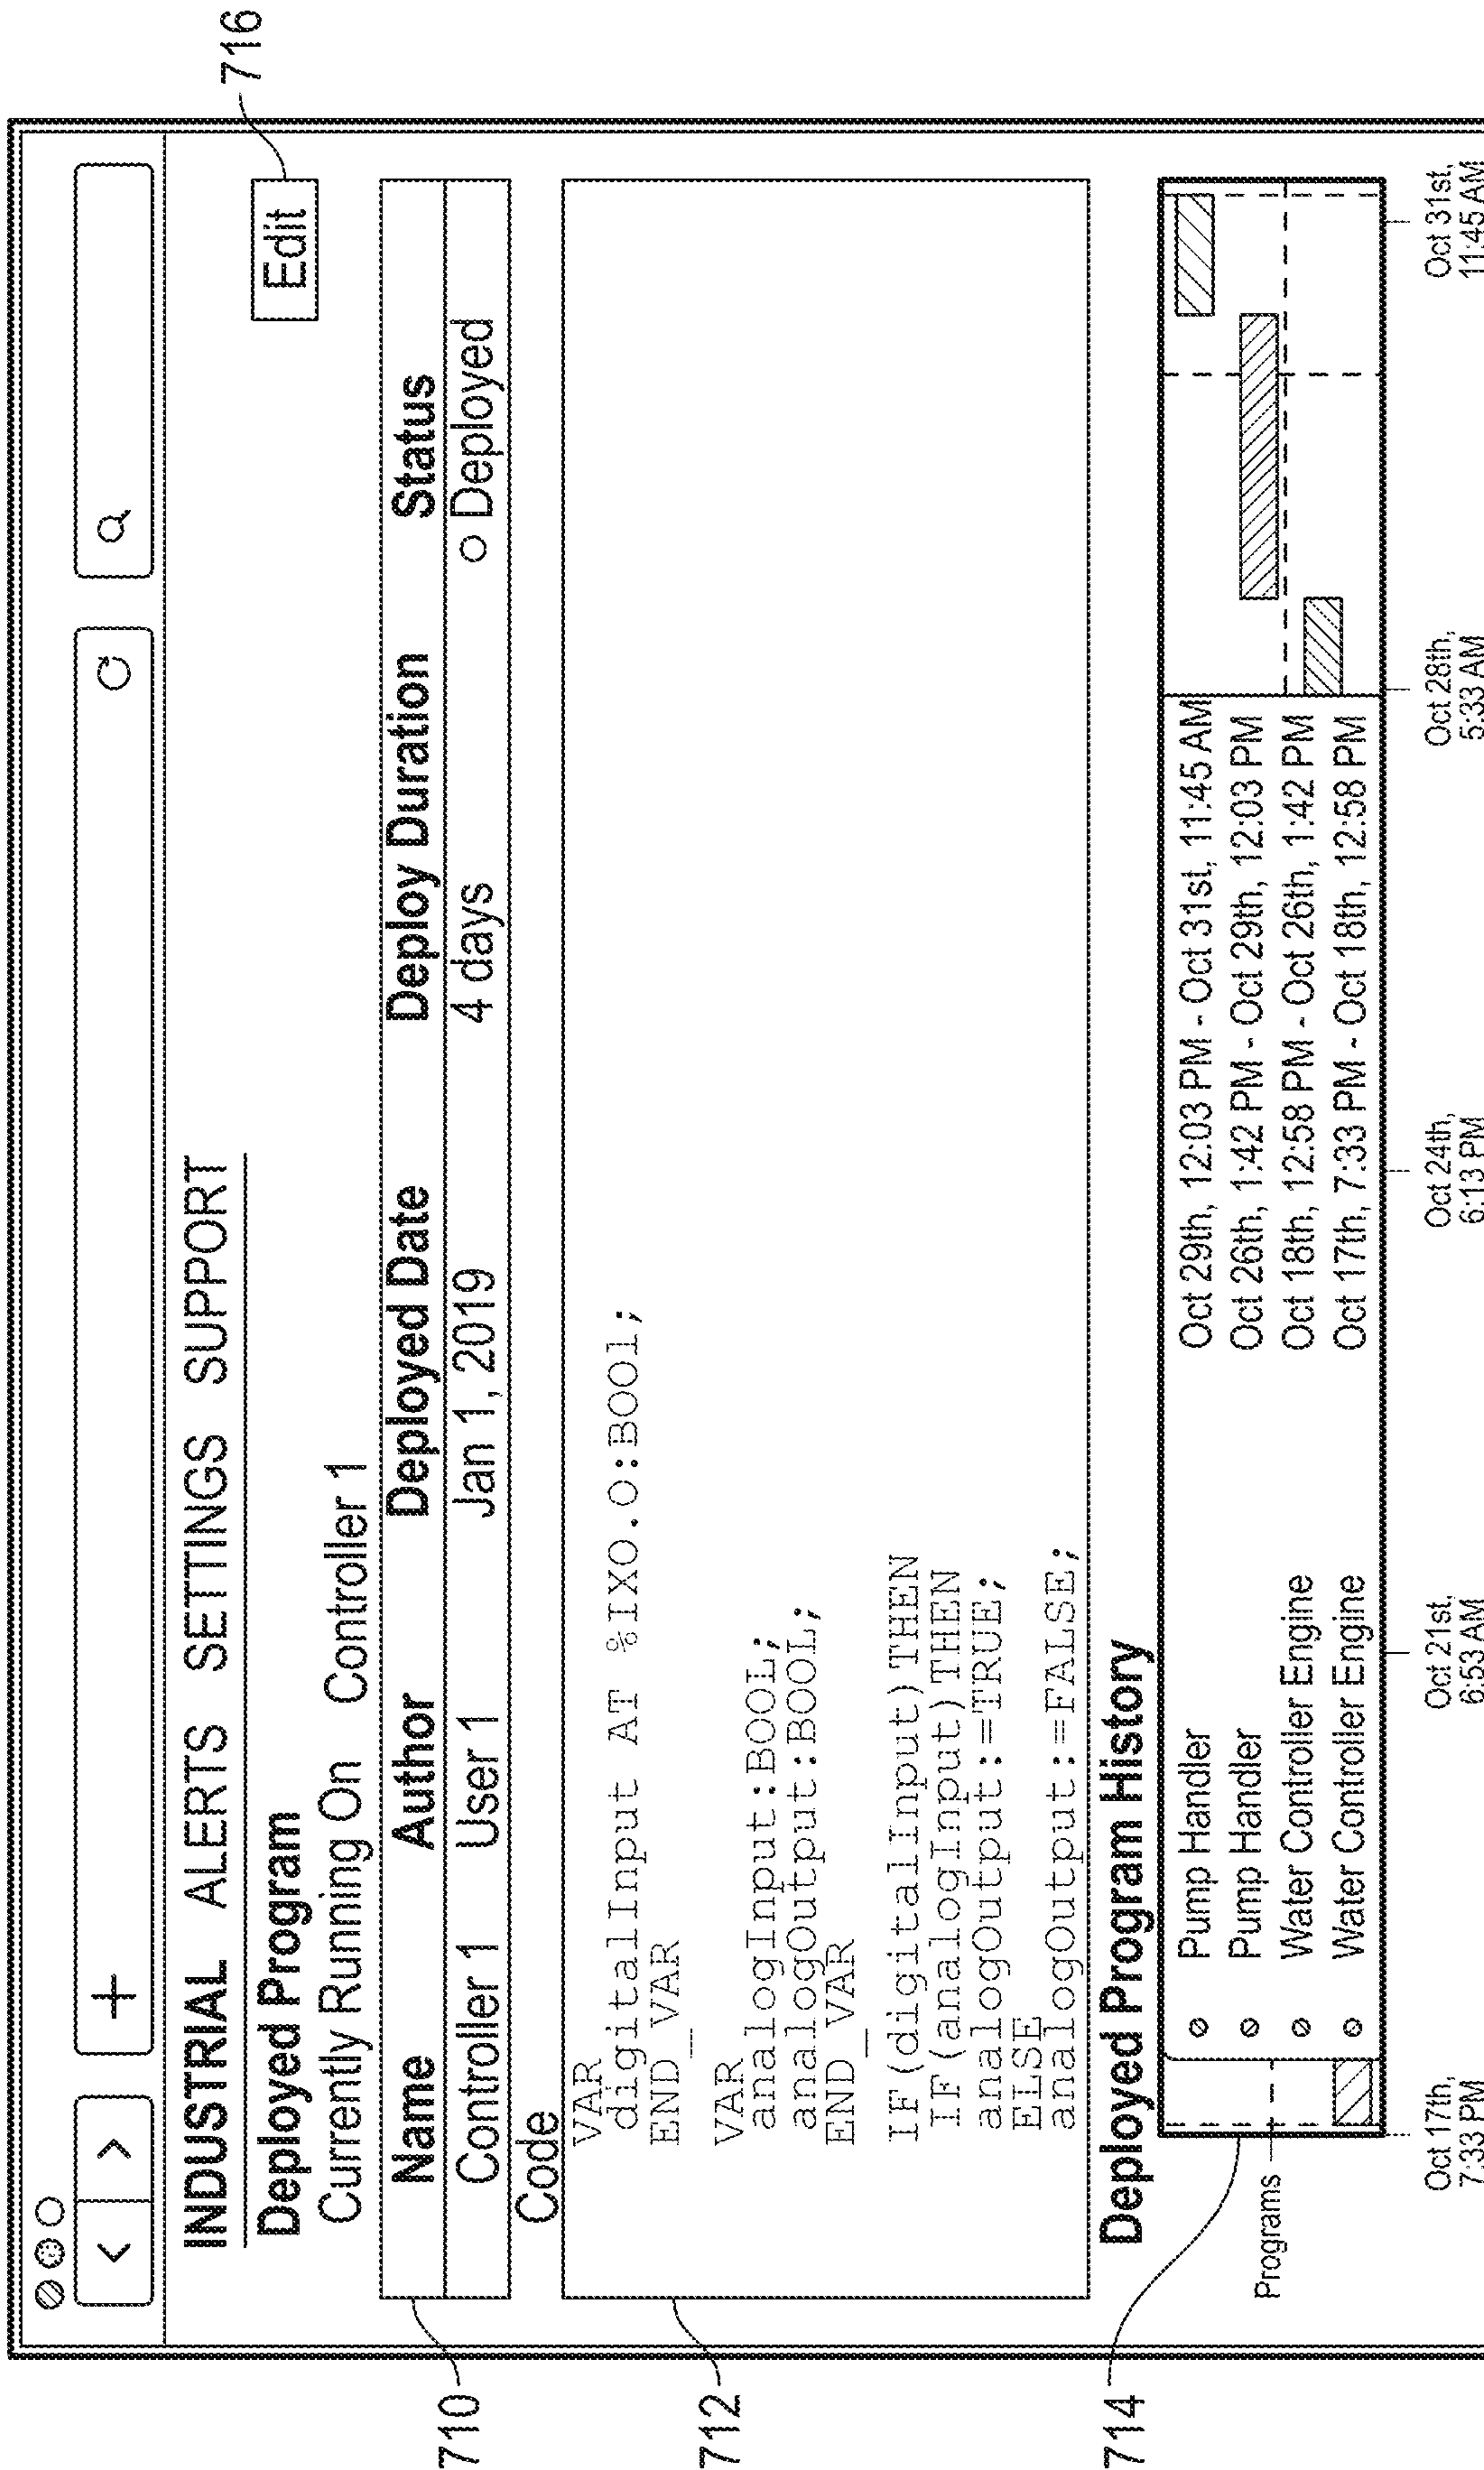 716
INDUSTRIAL ALERTS SETTINGS SUPPORT
Deployed Program
Edit
Currently Running On Controller 1
710
Name Author Deployed Date Deploy Duration Status
Controller 1 User 1 Jan 1, 2019 4 days Deployed
Code
712
VAR
digitalInput AT %IXO.O:BOOl;
END_VAR
VAR
analogInput:BOOL;
analogOutput:BOOL;
END_VAR
IF(digitalInput)THEN
IF(analogInput)THEN
analogOutput:=TRUE;
ELSE
analogOutput:=FALSE;
Deployed Program History
714
Programs
Pump Handler Oct 29th, 12:03 PM - Oct 31st, 11:45 AM
Pump Handler Oct 26th, 1:42 PM - Oct 29th, 12:03 PM
Water Controller Engine Oct 18th, 12:58 PM - Oct 26th, 1:42 PM
Water Controller Engine Oct 17th, 7:33 PM - Oct 18th, 12:58 PM
Oct 17th, Oct 21st, Oct 24th, Oct 28th, Oct 31st,
7:33 PM 6:53 AM 6:13 PM 5:33 AM 11:45 AM